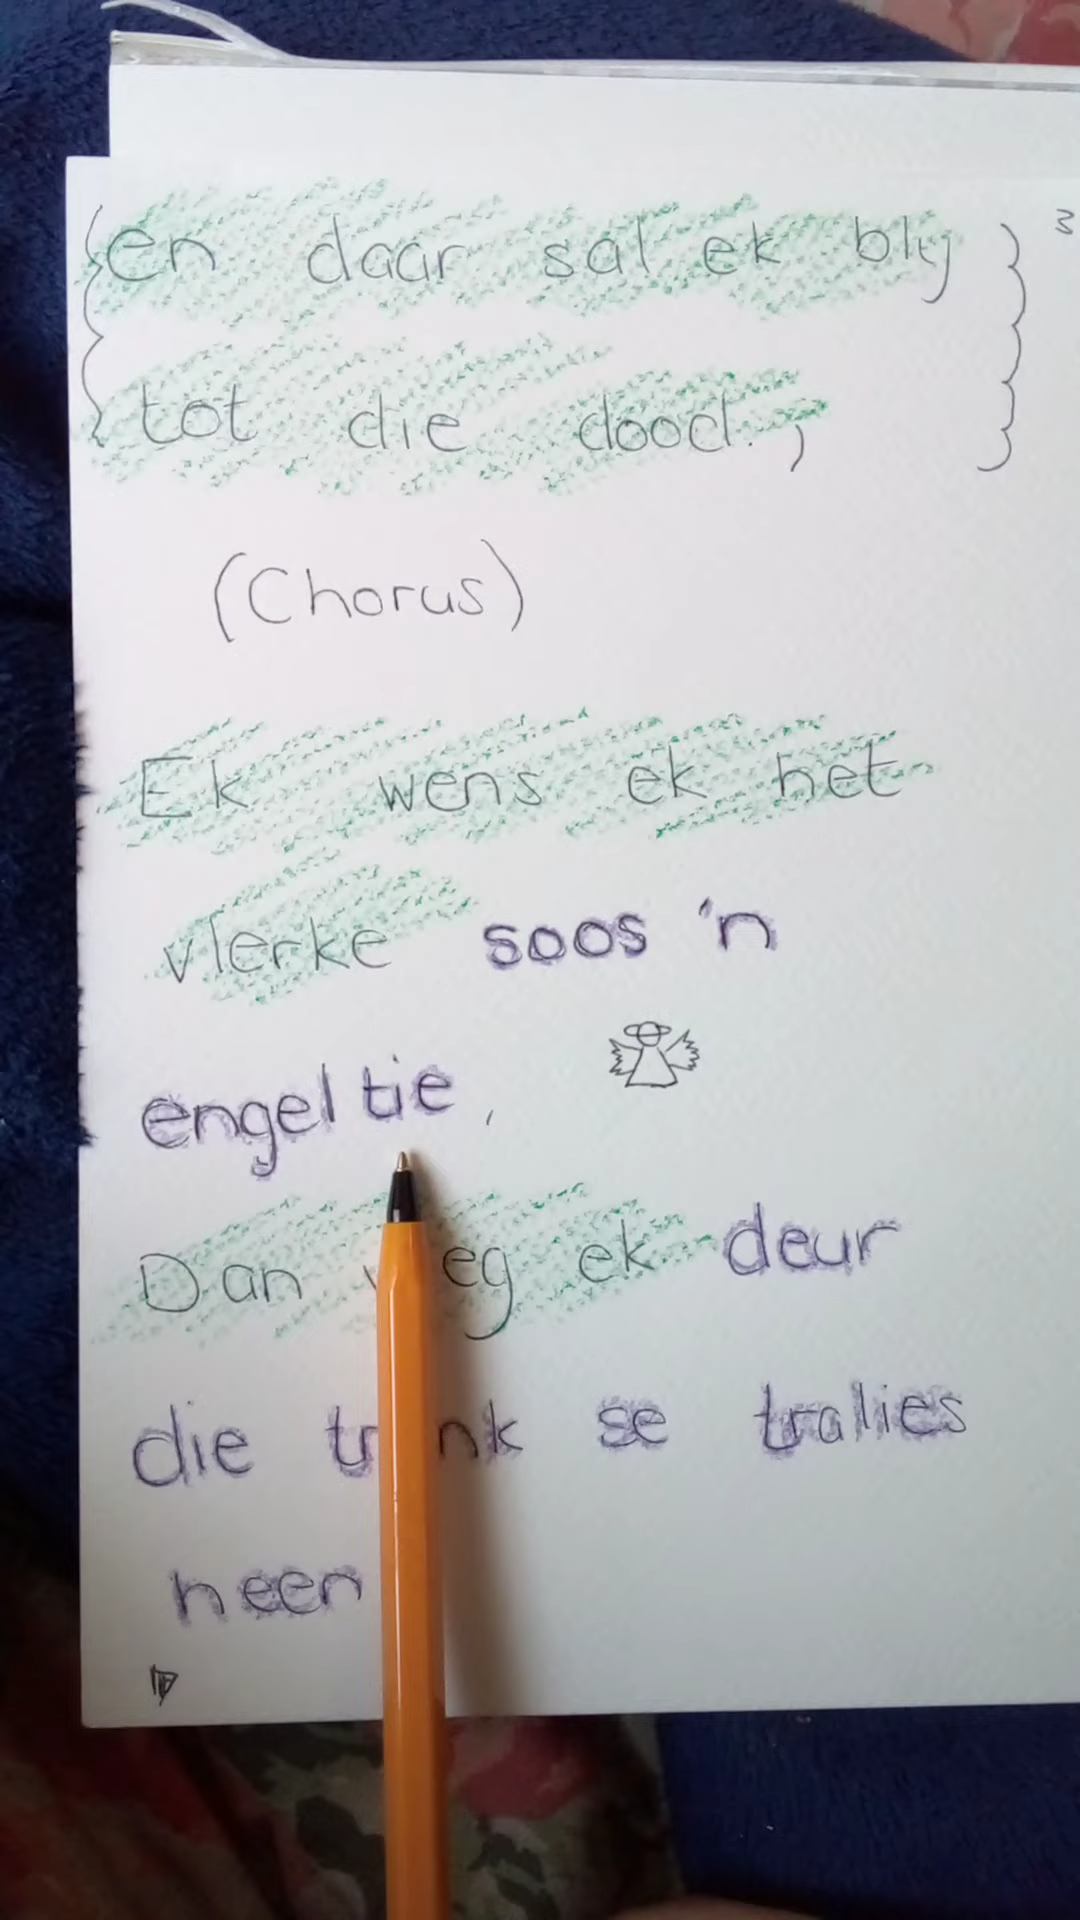 en daar sal ek bly
3
tot die dood.,
(Chorus)
Ek wens ek het
vlerke soos 'n
engeltie,
Dan ek deur
die se tralies
heen